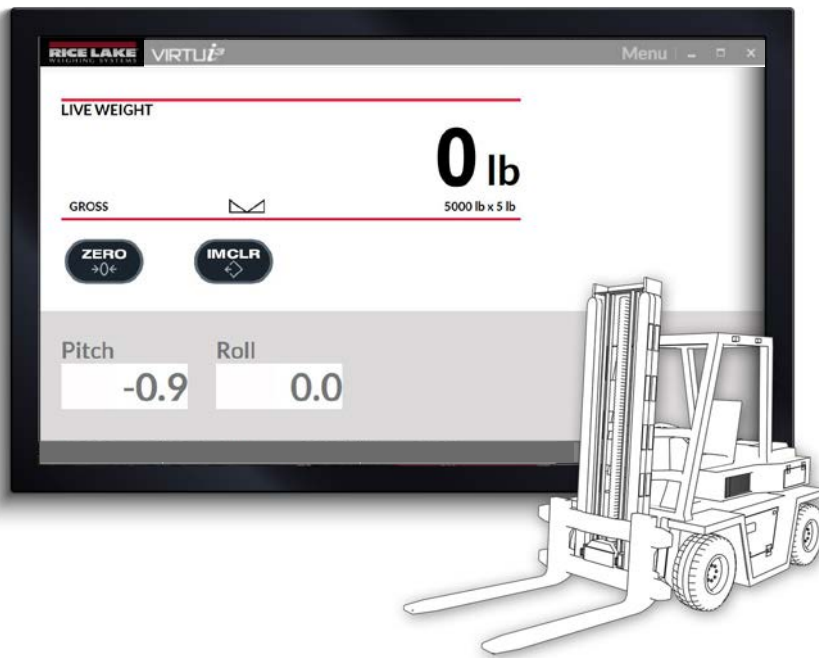 RICE LAKE VIRTUi³ Menu
WEIGHING SYSTEMS
LIVE WEIGHT
0 lb
GROSS 5000 lb x 5 lb
ZERO IMCLR
→0←
Pitch Roll
-0.9 0.0